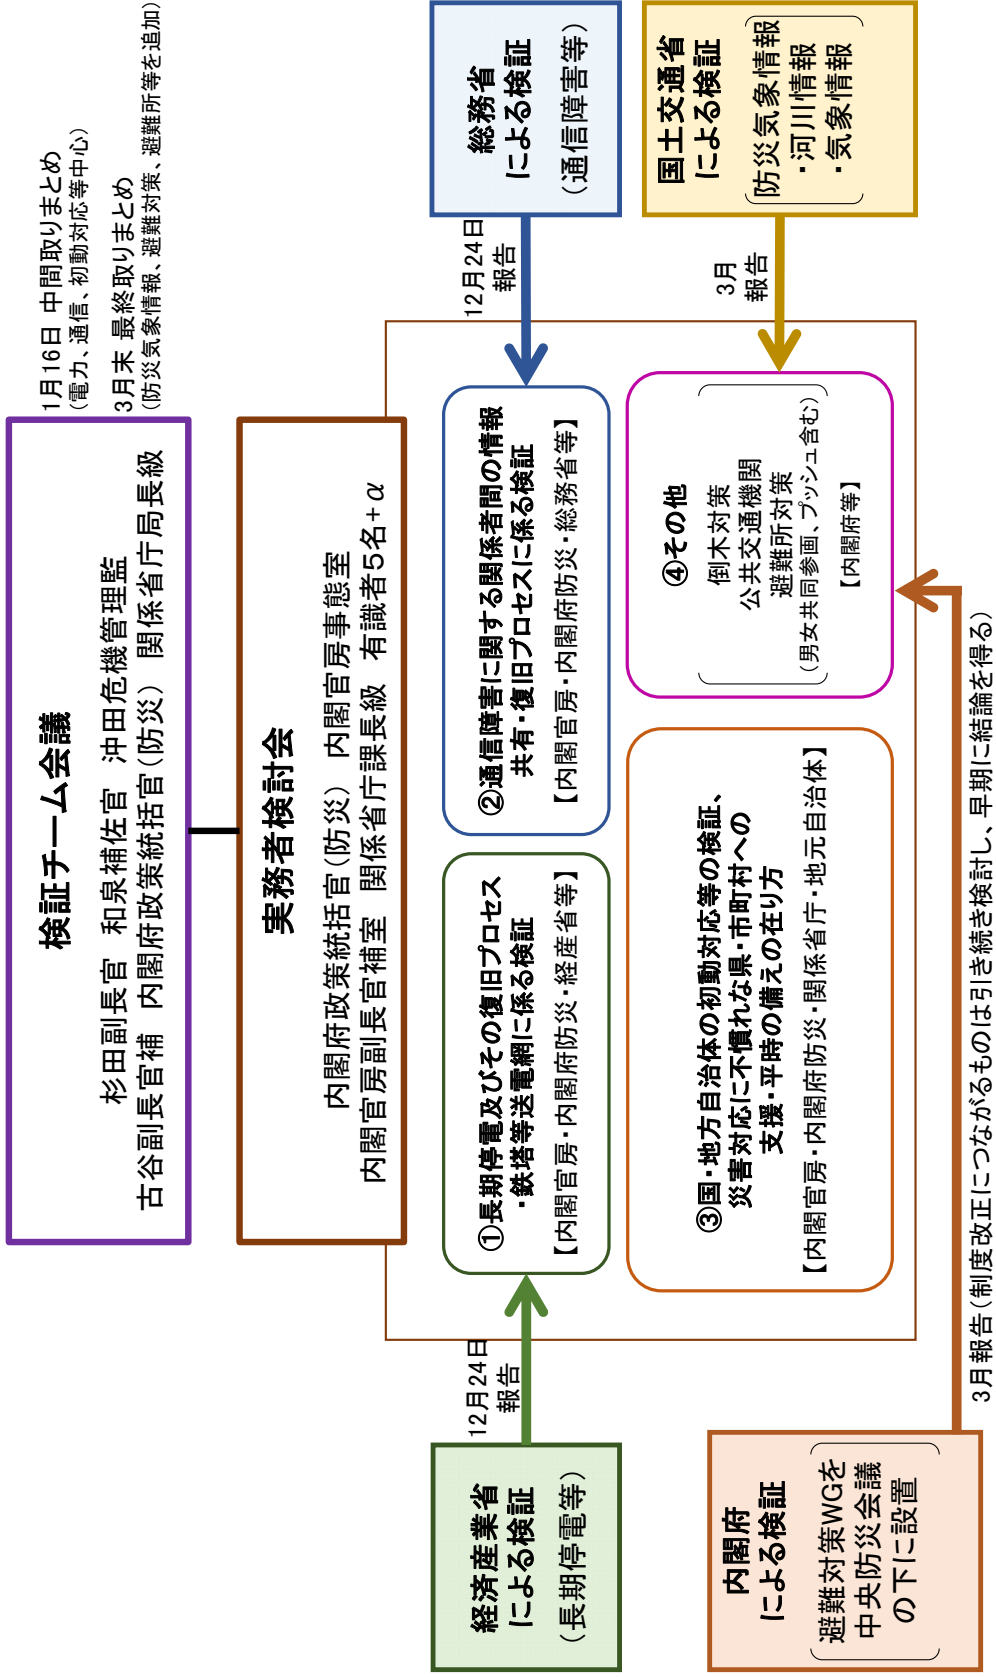 検証チーム会議
杉田副長官　和泉補佐官　沖田危機管理監
古谷副長官補　内閣府政策統括官(防災)　関係省庁局長級
1月16日 中間取りまとめ
(電力、通信、初動対応等中心)
3月末 最終取りまとめ
(防災気象情報、避難対策、避難所等を追加)
実務者検討会
内閣府政策統括官(防災)　内閣官房事態室
内閣官房副長官補室　関係省庁課長級　有識者5名+α
経済産業省
による検証
(長期停電等)
12月24日
報告
①長期停電及びその復旧プロセス
・鉄塔等送電網に係る検証
【内閣官房・内閣府防災・経産省等】
②通信障害に関する関係者間の情報
共有・復旧プロセスに係る検証
【内閣官房・内閣府防災・総務省等】
12月24日
報告
総務省
による検証
(通信障害等)
③国・地方自治体の初動対応等の検証、
災害対応に不慣れな県・市町村への
支援・平時の備えの在り方
【内閣官房・内閣府防災・関係省庁・地元自治体】
④その他
倒木対策
公共交通機関
避難所対策
(男女共同参画、プッシュ含む)
【内閣府等】
3月
報告
国土交通省
による検証
防災気象情報
・河川情報
・気象情報
内閣府
による検証
避難対策WGを
中央防災会議
の下に設置
3月報告(制度改正につながるものは引き続き検討し、早期に結論を得る)